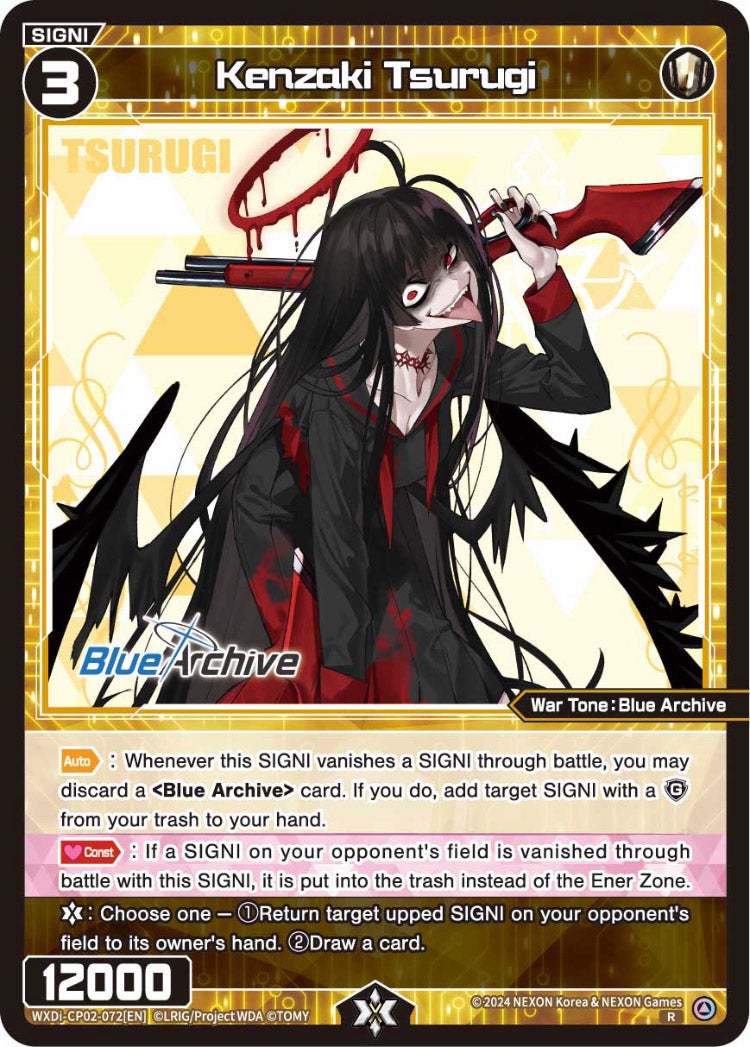 SIGNI
3
Kenzaki Tsurugi
TSURUGI
Blue Archive
War Tone:Blue Archive
Auto : Whenever this SIGNI vanishes a SIGNI through battle, you may
discard a <Blue Archive> card. If you do, add target SIGNI with a G
from your trash to your hand.
Const : If a SIGNI on your opponent's field is vanished through
battle with this SIGNI, it is put into the trash instead of the Ener Zone.
: Choose one – ①Return target upped SIGNI on your opponent's
field to its owner's hand. ②Draw a card.
12000
©2024 NEXON Korea & NEXON Games
WXDi-CP02-072[EN] ©LRIG/Project WDA ©TOMY
R